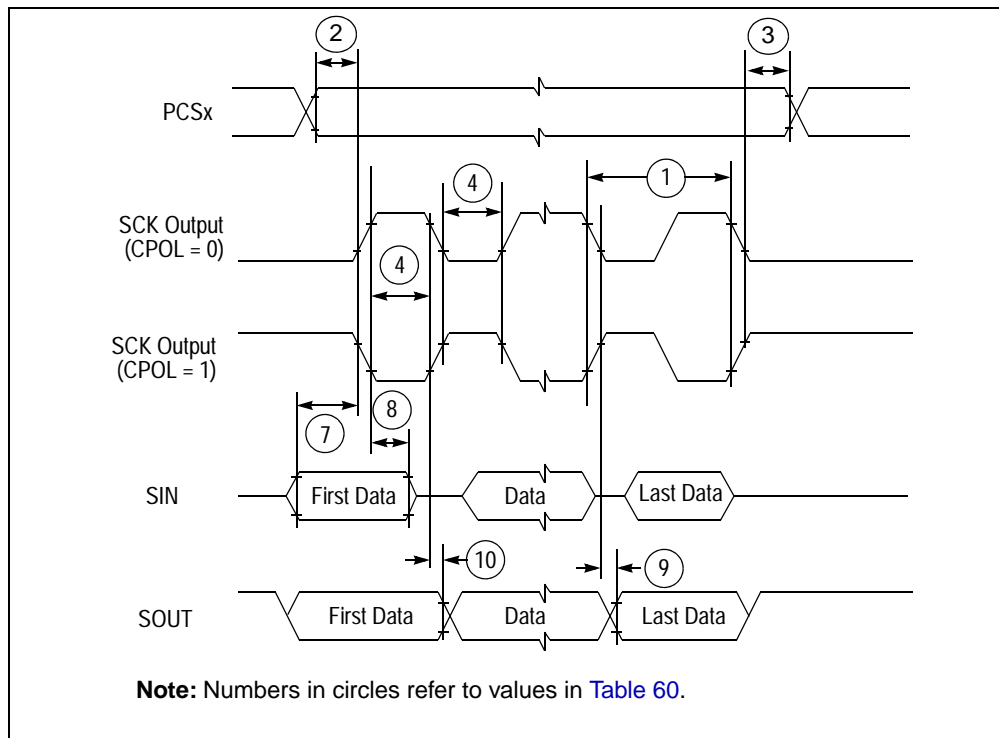 2
3
PCSx
4
1
SCK Output
(CPOL = 0)
4
SCK Output
(CPOL = 1)
7
8
SIN
First Data
Data
Last Data
10
9
SOUT
First Data
Data
Last Data
Note: Numbers in circles refer to values in Table 60.